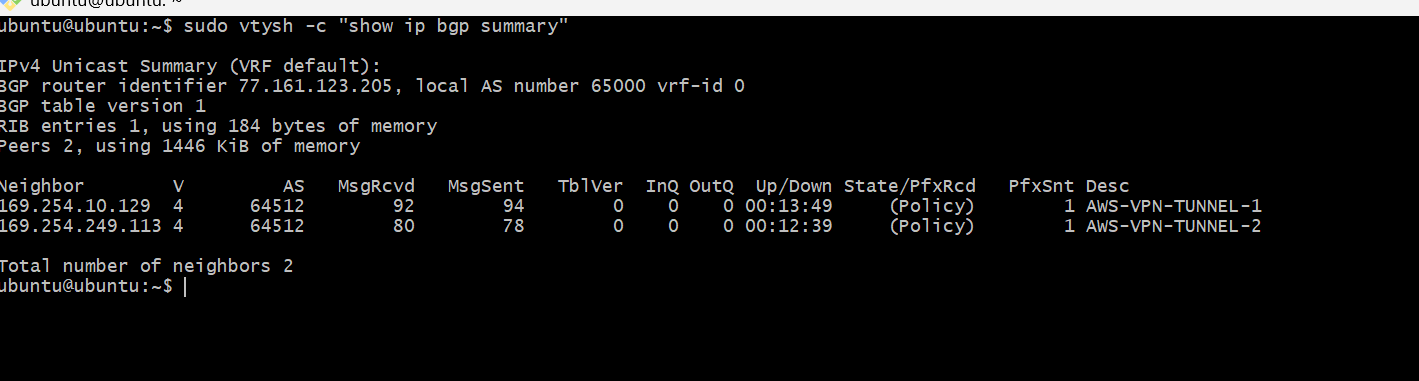 ubuntu@ubuntu: ~
ubuntu@ubuntu:~$ sudo vtysh -c "show ip bgp summary"
IPv4 Unicast Summary (VRF default):
BGP router identifier 77.161.123.205, local AS number 65000 vrf-id 0
BGP table version 1
RIB entries 1, using 184 bytes of memory
Peers 2, using 1446 KiB of memory
Neighbor V AS MsgRcvd MsgSent TblVer InQ OutQ Up/Down State/PfxRcd PfxSnt Desc
169.254.10.129 4 64512 92 94 0 0 0 00:13:49 (Policy) 1 AWS-VPN-TUNNEL-1
169.254.249.113 4 64512 80 78 0 0 0 00:12:39 (Policy) 1 AWS-VPN-TUNNEL-2
Total number of neighbors 2
ubuntu@ubuntu:~$